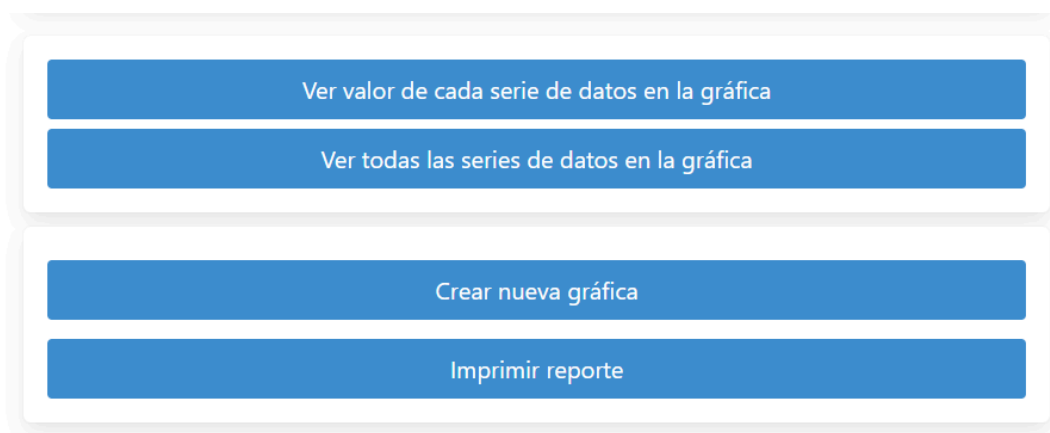 Ver valor de cada serie de datos en la gráfica
Ver todas las series de datos en la gráfica
Crear nueva gráfica
Imprimir reporte